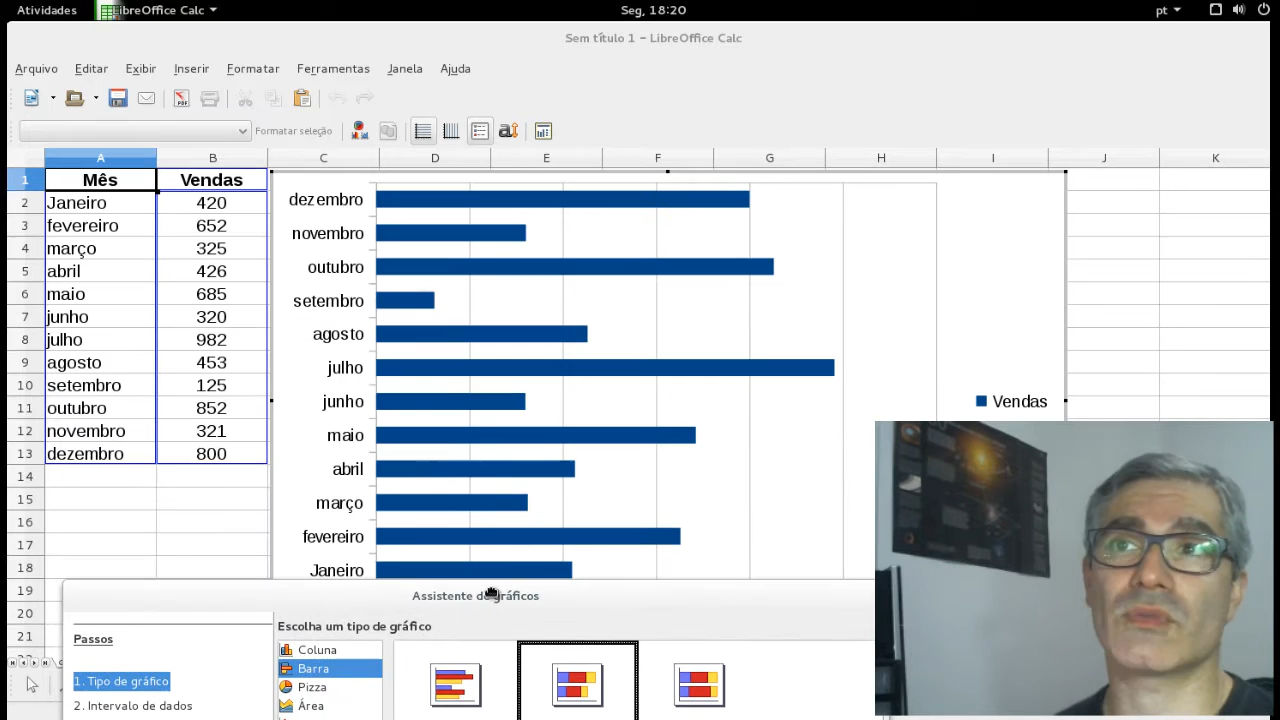 Atividades LibreOffice Calc Seg, 18:20 pt
Sem título 1 - LibreOffice Calc
Arquivo Editar Exibir Inserir Formatar Ferramentas Janela Ajuda
Formatar seleção
A B C D E F G H I J K
1 Mês Vendas
2 Janeiro 420
3 fevereiro 652
4 março 325
5 abril 426
6 maio 685
7 junho 320
8 julho 982
9 agosto 453
10 setembro 125
11 outubro 852
12 novembro 321
13 dezembro 800
14
15
16
17
18
19
20
21
dezembro
novembro
outubro
setembro
agosto
julho
junho
maio
abril
março
fevereiro
Janeiro
Vendas
Assistente de gráficos
Passos
1. Tipo de gráfico
2. Intervalo de dados
Escolha um tipo de gráfico
Coluna
Barra
Pizza
Área